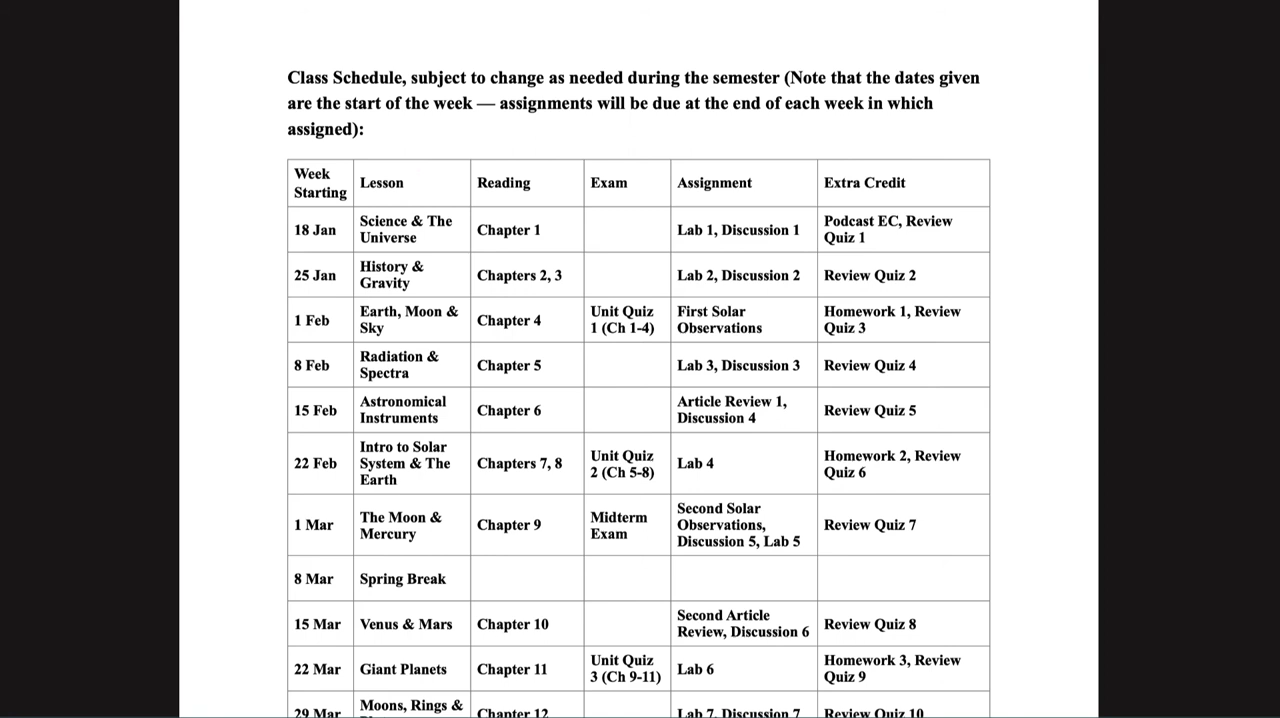 Class Schedule, subject to change as needed during the semester (Note that the dates given
are the start of the week — assignments will be due at the end of each week in which
assigned):
Week Starting Lesson Reading Exam Assignment Extra Credit
18 Jan Science & The Universe Chapter 1 Lab 1, Discussion 1 Podcast EC, Review Quiz 1
25 Jan History & Gravity Chapters 2, 3 Lab 2, Discussion 2 Review Quiz 2
1 Feb Earth, Moon & Sky Chapter 4 Unit Quiz 1 (Ch 1-4) First Solar Observations Homework 1, Review Quiz 3
8 Feb Radiation & Spectra Chapter 5 Lab 3, Discussion 3 Review Quiz 4
15 Feb Astronomical Instruments Chapter 6 Article Review 1, Discussion 4 Review Quiz 5
22 Feb Intro to Solar System & The Earth Chapters 7, 8 Unit Quiz 2 (Ch 5-8) Lab 4 Homework 2, Review Quiz 6
1 Mar The Moon & Mercury Chapter 9 Midterm Exam Second Solar Observations, Discussion 5, Lab 5 Review Quiz 7
8 Mar Spring Break
15 Mar Venus & Mars Chapter 10 Second Article Review, Discussion 6 Review Quiz 8
22 Mar Giant Planets Chapter 11 Unit Quiz 3 (Ch 9-11) Lab 6 Homework 3, Review Quiz 9
29 Mar Moons, Rings & Chapter 12 Lab 7, Discussion 7 Review Quiz 10